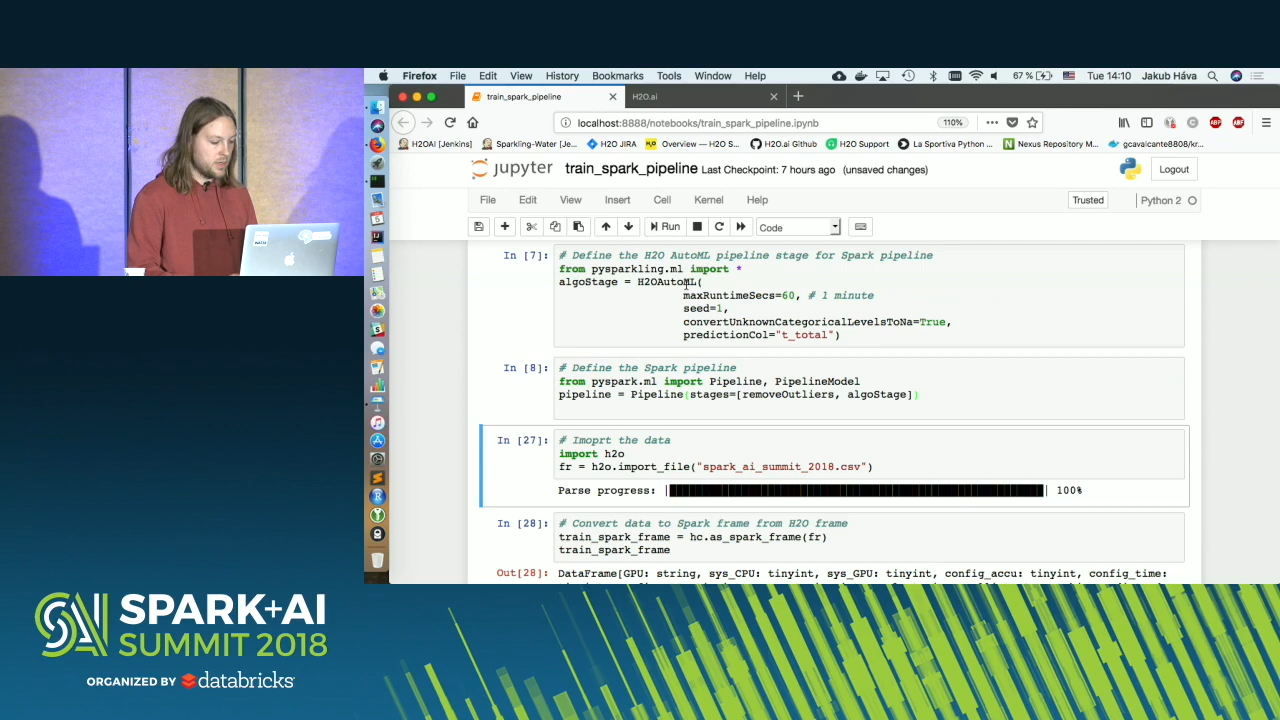 Firefox File Edit View History Bookmarks Tools Window Help 67 % Tue 14:10 Jakub Háva
train_spark_pipeline × H2O.ai × +
localhost:8888/notebooks/train_spark_pipeline.ipynb 110%
H2OAI [Jenkins] Sparkling-Water [Jen... H2O JIRA Overview — H2O S... H2O.ai Github H2O Support La Sportiva Python ... Nexus Repository M... gcavalcante8808/kr...
jupyter train_spark_pipeline Last Checkpoint: 7 hours ago (unsaved changes) Logout
File Edit View Insert Cell Kernel Help Trusted Python 2
Run Code
In [7]: # Define the H2O AutoML pipeline stage for Spark pipeline
from pysparkling.ml import *
algoStage = H2OAutoML(
maxRuntimeSecs=60, # 1 minute
seed=1,
convertUnknownCategoricalLevelsToNa=True,
predictionCol="t_total")
In [8]: # Define the Spark pipeline
from pyspark.ml import Pipeline, PipelineModel
pipeline = Pipeline(stages=[removeOutliers, algoStage])
In [27]: # Imoprt the data
import h2o
fr = h2o.import_file("spark_ai_summit_2018.csv")
Parse progress: | | 100%
In [28]: # Convert data to Spark frame from H2O frame
train_spark_frame = hc.as_spark_frame(fr)
train_spark_frame
Out[28]: DataFrame[GPU: string, sys_CPU: tinyint, sys_GPU: tinyint, config_accu: tinyint, config_time:
SPARK+AI
SUMMIT 2018
ORGANIZED BY databricks